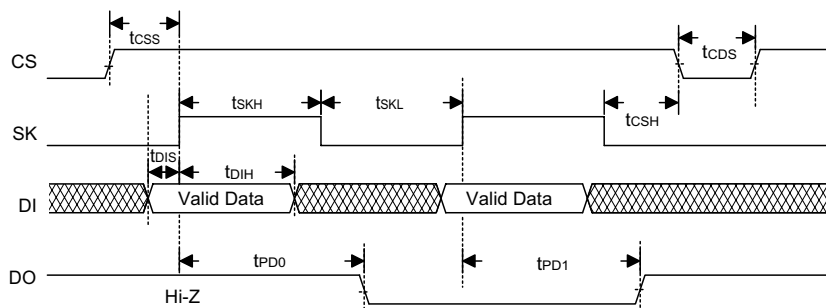 tCSS
CS
tCDS
tSKH
tSKL
tCSH
SK
tDIS
tDIH
DI
Valid Data
Valid Data
tPD0
tPD1
DO
Hi-Z